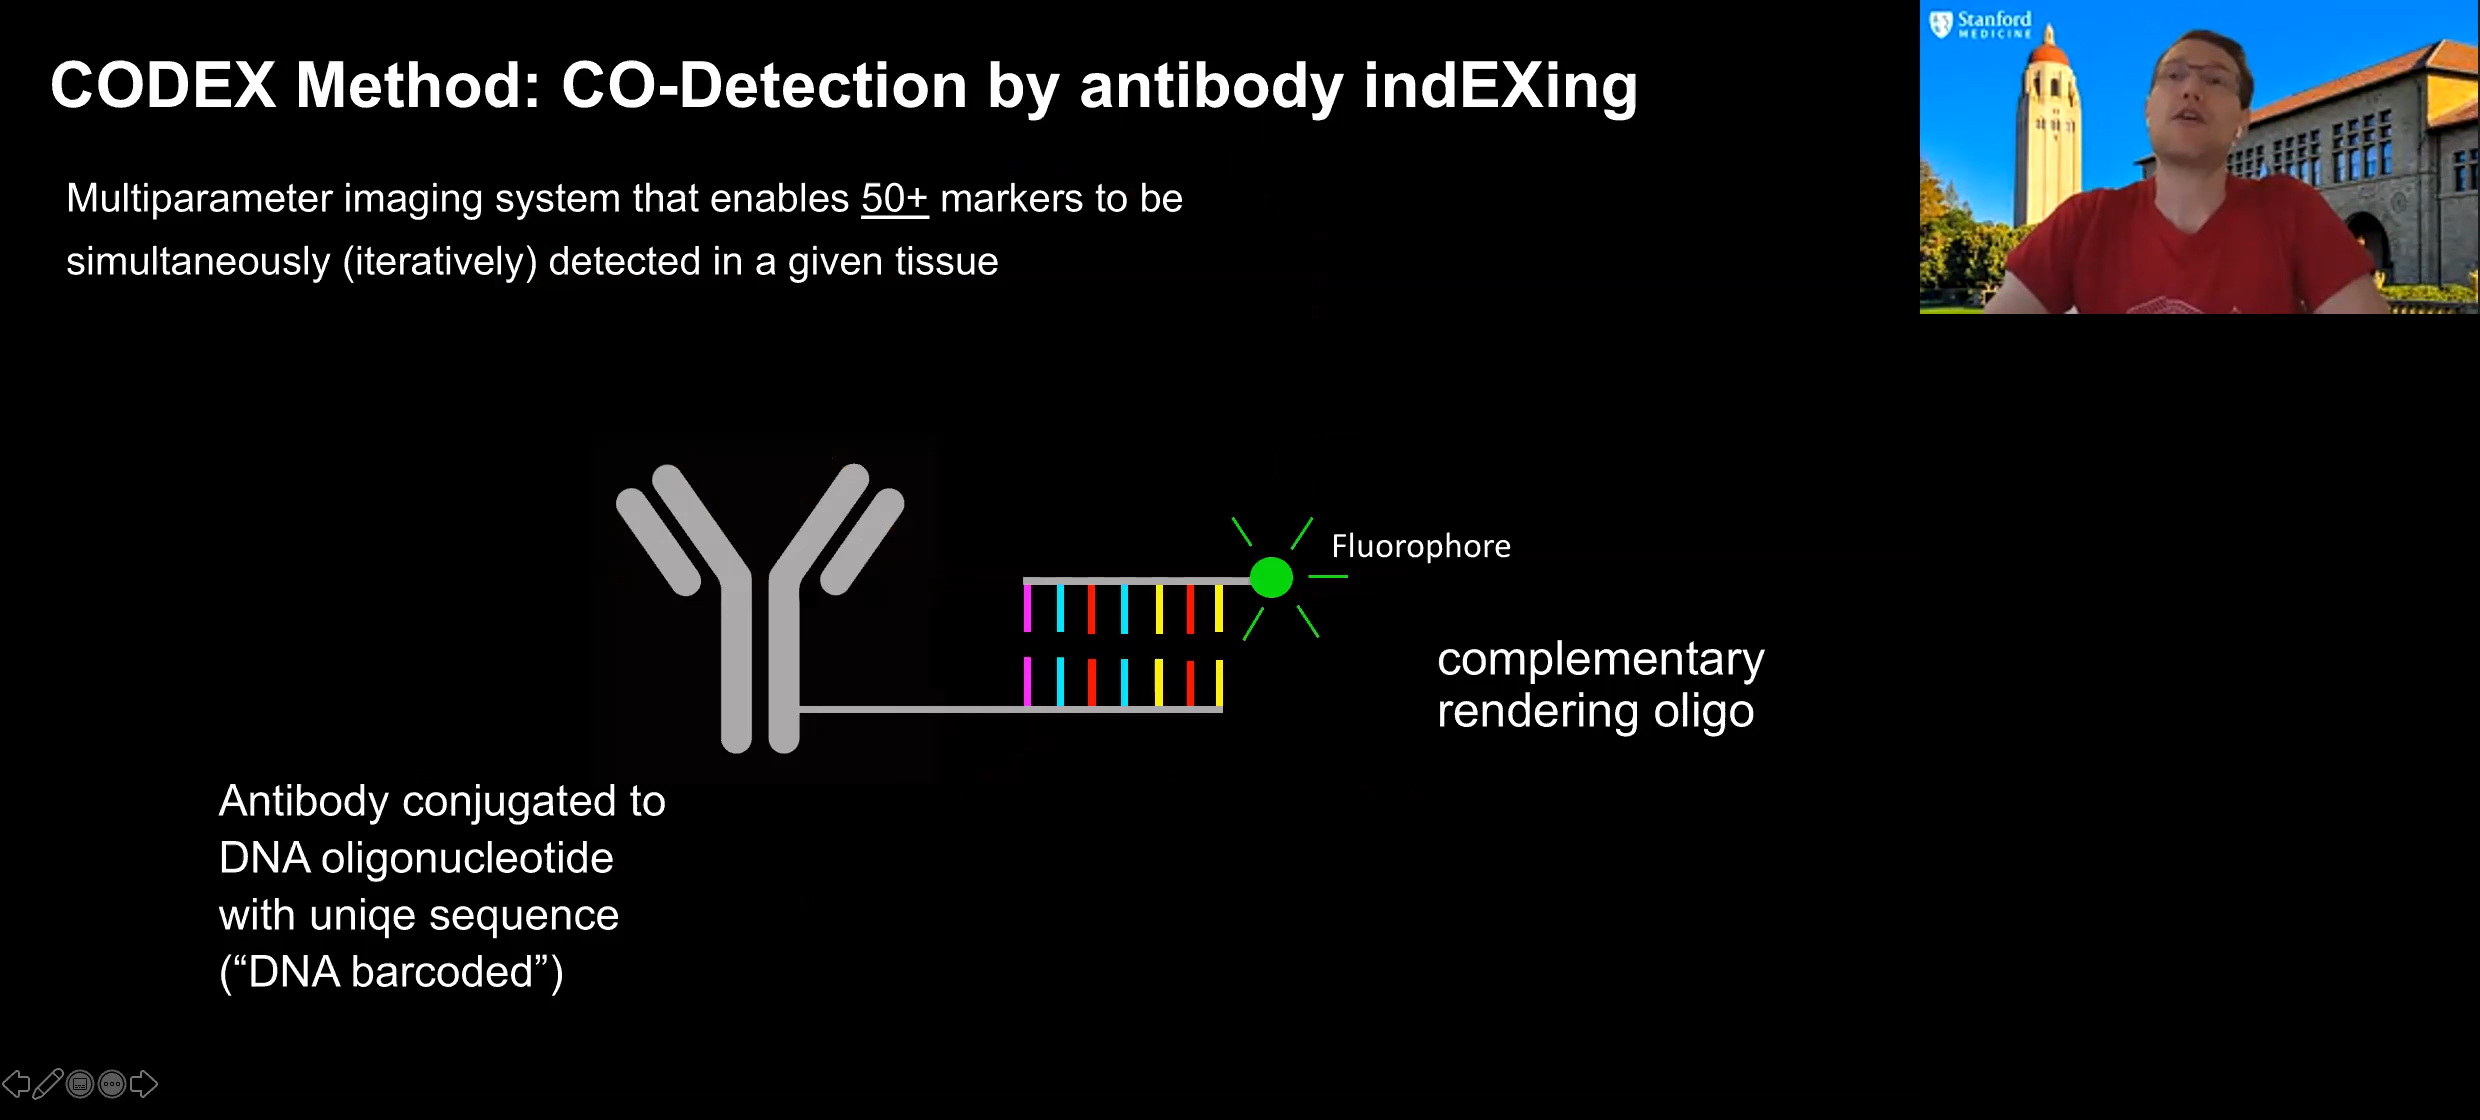 CODEX Method: CO-Detection by antibody indEXing
Multiparameter imaging system that enables 50+ markers to be
simultaneously (iteratively) detected in a given tissue
Stanford
MEDICINE
Fluorophore
complementary
rendering oligo
Antibody conjugated to
DNA oligonucleotide
with uniqe sequence
(“DNA barcoded”)